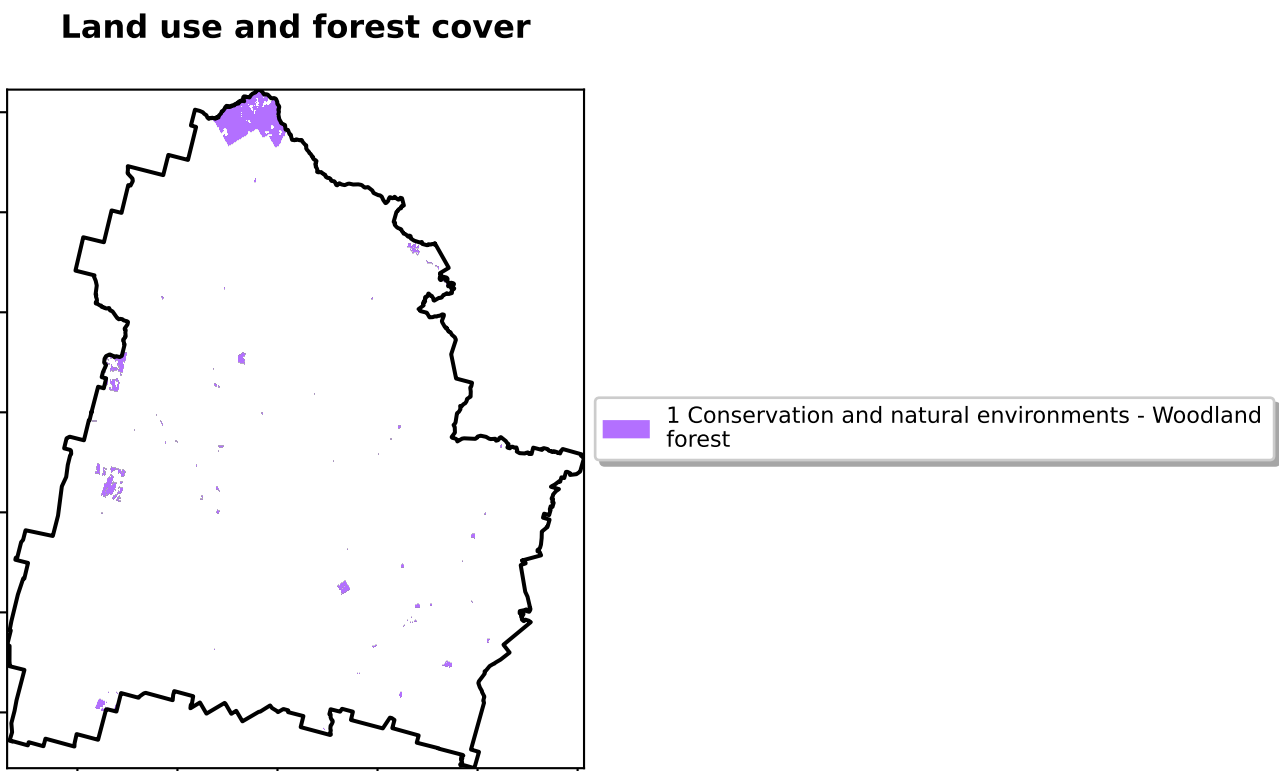 Land use and forest cover
1 Conservation and natural environments - Woodland
forest